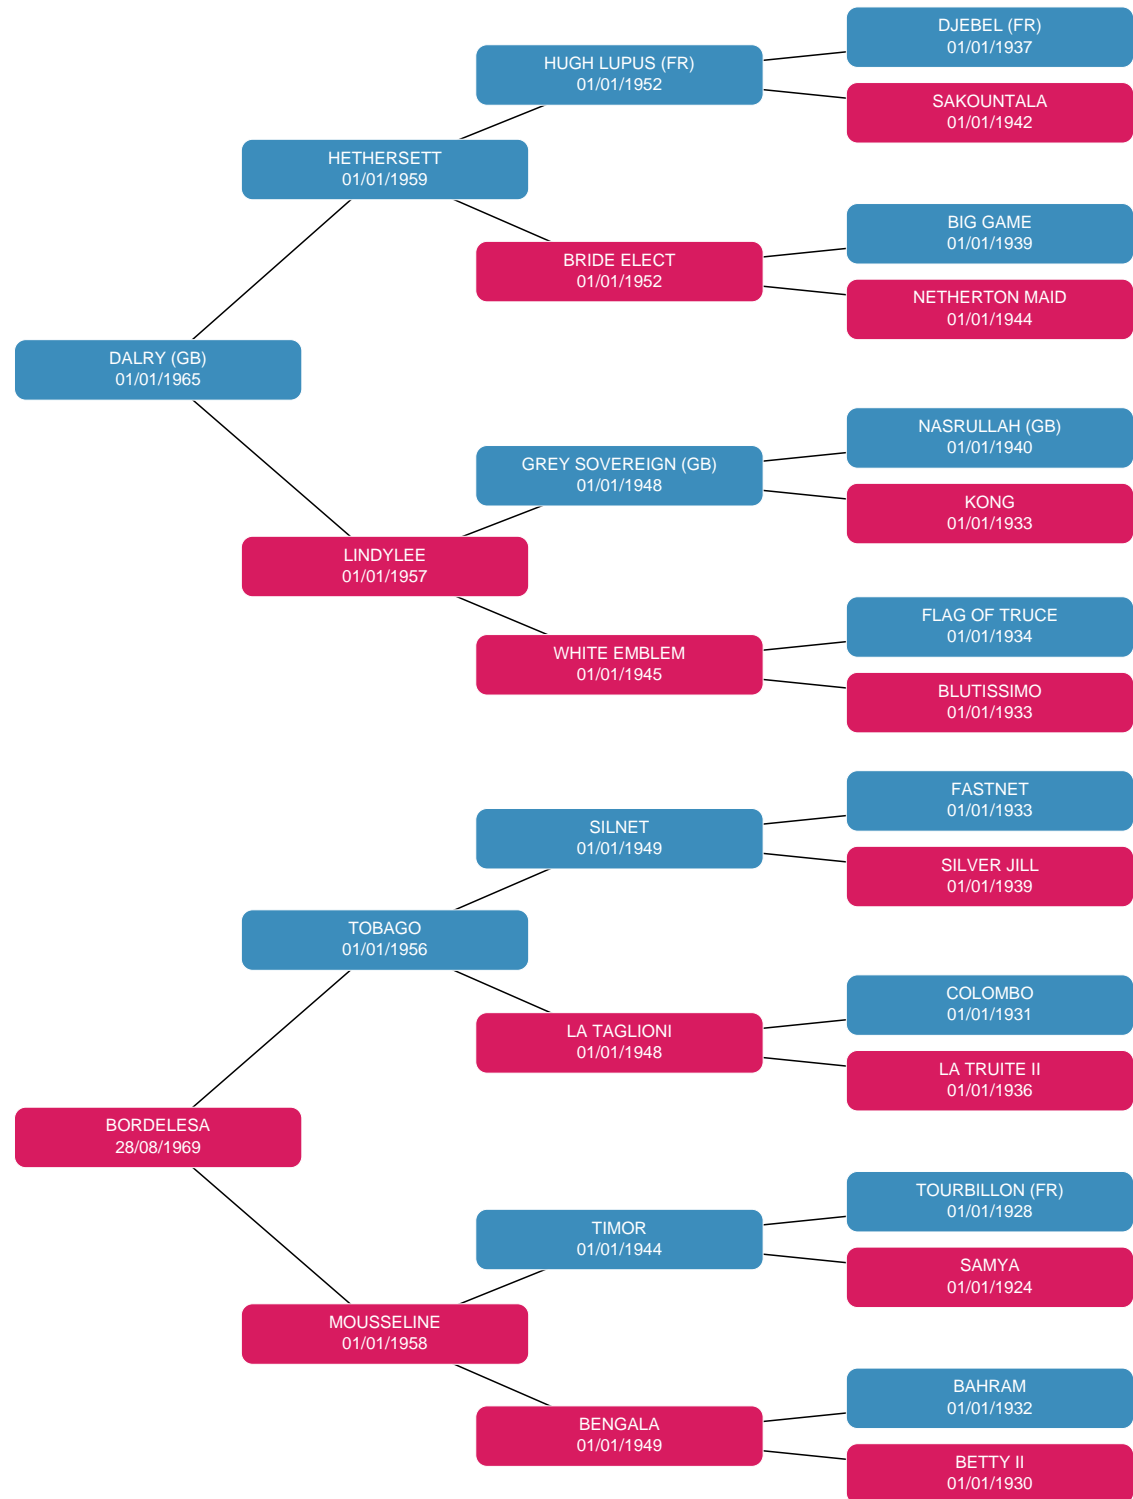 DJEBEL (FR)
01/01/1937
HUGH LUPUS (FR)
01/01/1952
SAKOUNTALA
01/01/1942
HETHERSETT
01/01/1959
BIG GAME
01/01/1939
BRIDE ELECT
01/01/1952
NETHERTON MAID
01/01/1944
DALRY (GB)
01/01/1965
NASRULLAH (GB)
01/01/1940
GREY SOVEREIGN (GB)
01/01/1948
KONG
01/01/1933
LINDYLEE
01/01/1957
FLAG OF TRUCE
01/01/1934
WHITE EMBLEM
01/01/1945
BLUTISSIMO
01/01/1933
FASTNET
01/01/1933
SILNET
01/01/1949
SILVER JILL
01/01/1939
TOBAGO
01/01/1956
COLOMBO
01/01/1931
LA TAGLIONI
01/01/1948
LA TRUITE II
01/01/1936
BORDELESA
28/08/1969
TOURBILLON (FR)
01/01/1928
TIMOR
01/01/1944
SAMYA
01/01/1924
MOUSSELINE
01/01/1958
BAHRAM
01/01/1932
BENGALA
01/01/1949
BETTY II
01/01/1930